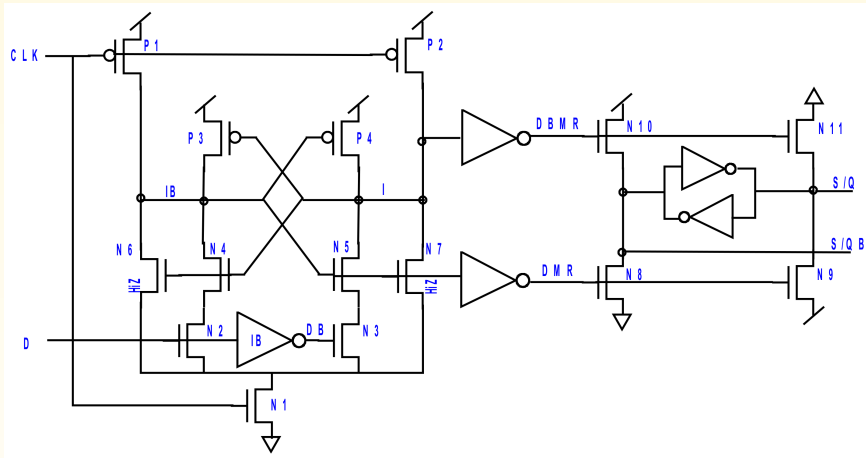 P1
P2
CLK
N10
N11
DBMR
P3
P4
IB
I
S/Q
S/QB
N6
N4
N5
N7
HiZ
HiZ
DMR
N8
N9
N2
DB
N3
D
IB
N1